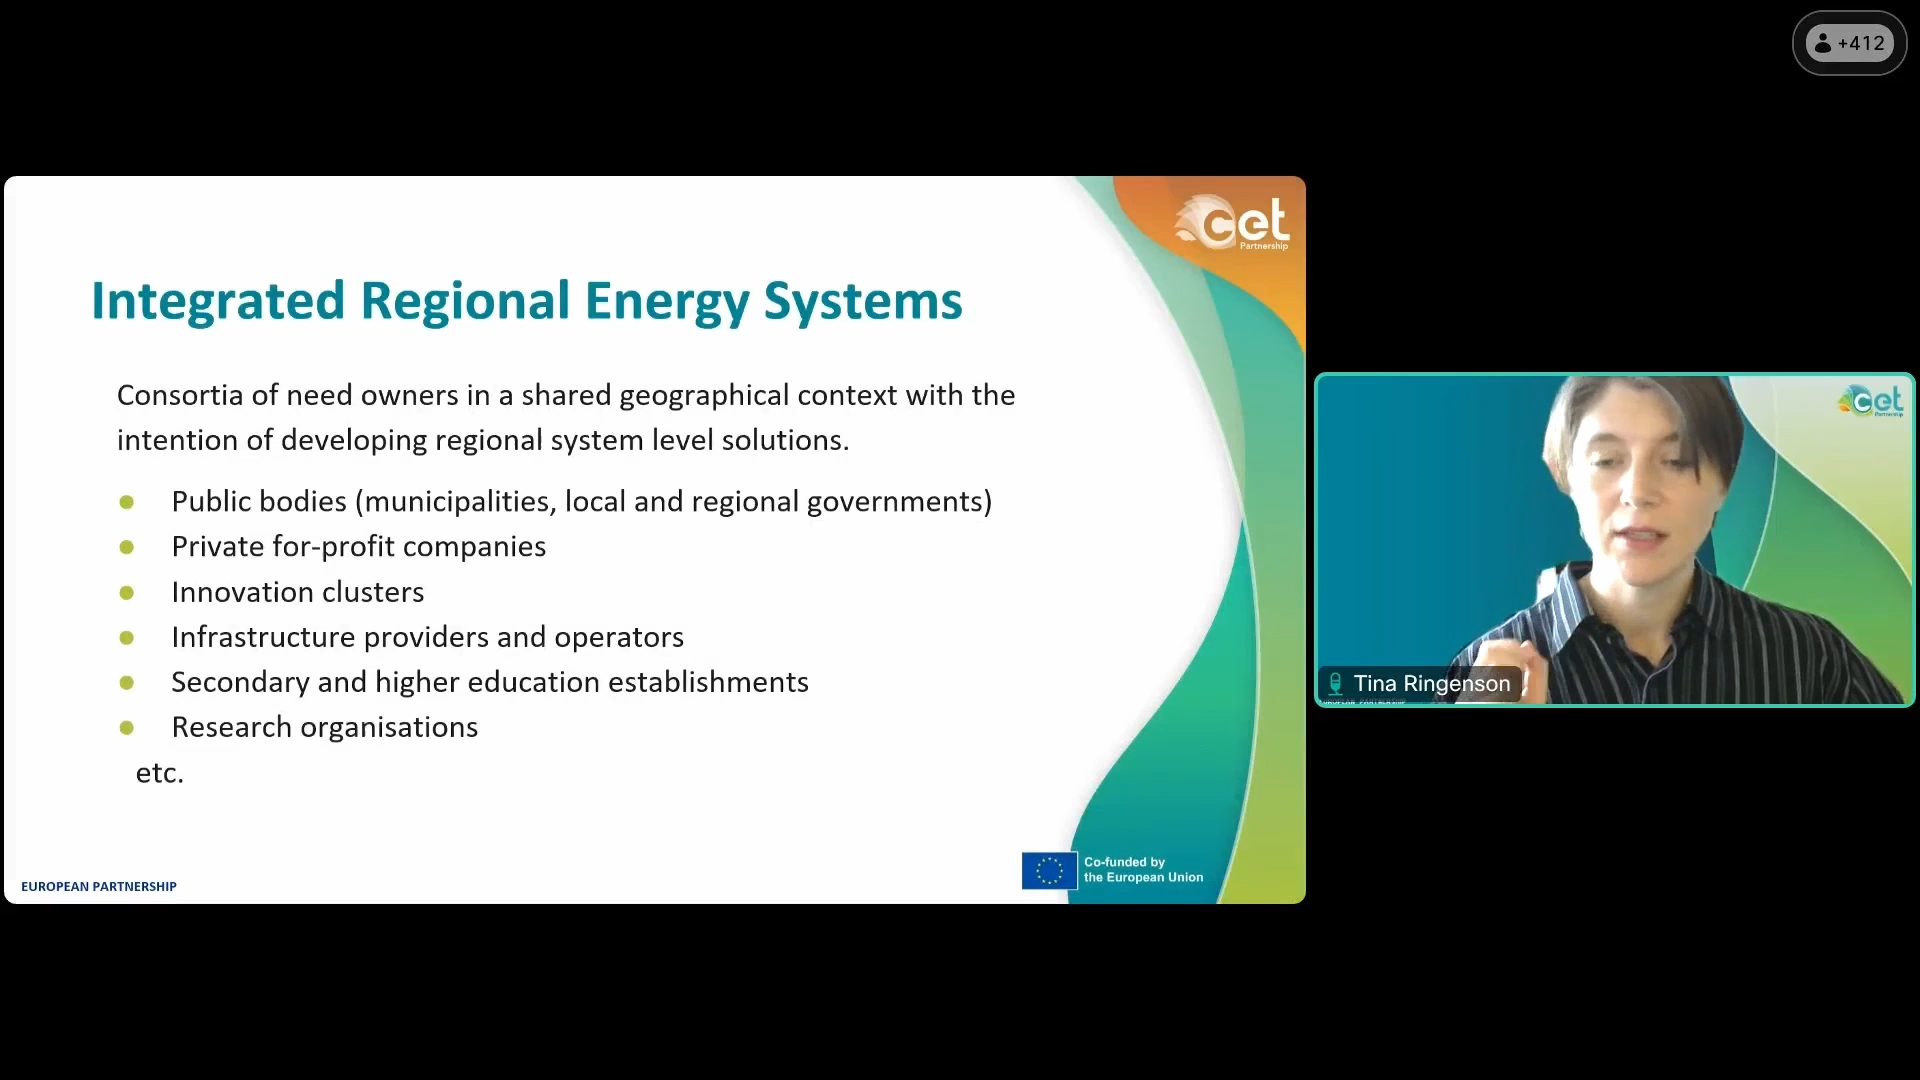 +412
cet
Partnership
Integrated Regional Energy Systems
Consortia of need owners in a shared geographical context with the
intention of developing regional system level solutions.
Public bodies (municipalities, local and regional governments)
Private for-profit companies
Innovation clusters
Infrastructure providers and operators
Secondary and higher education establishments
Research organisations
etc.
EUROPEAN PARTNERSHIP
Co-funded by
the European Union
cet
Partnership
Tina Ringenson
EUROPEAN PARTNERSHIP